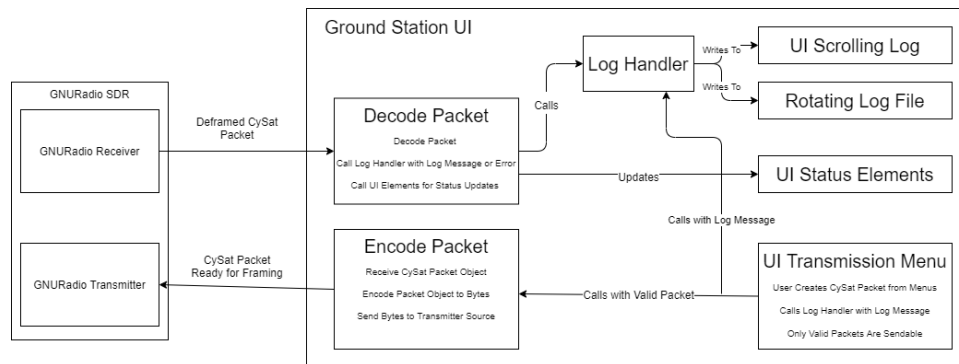 Ground Station UI
GNURadio SDR
GNURadio Receiver
GNURadio Transmitter
Deframed CySat
Packet
CySat Packet
Ready for Framing
Decode Packet
Decode Packet
Call Log Handler with Log Message or Error
Call UI Elements for Status Updates
Encode Packet
Receive CySat Packet Object
Encode Packet Object to Bytes
Send Bytes to Transmitter Source
Calls
Log Handler
Writes To
Writes To
UI Scrolling Log
Rotating Log File
Updates
UI Status Elements
Calls with Log Message
Calls with Valid Packet
UI Transmission Menu
User Creates CySat Packet from Menus
Calls Log Handler with Log Message
Only Valid Packets Are Sendable